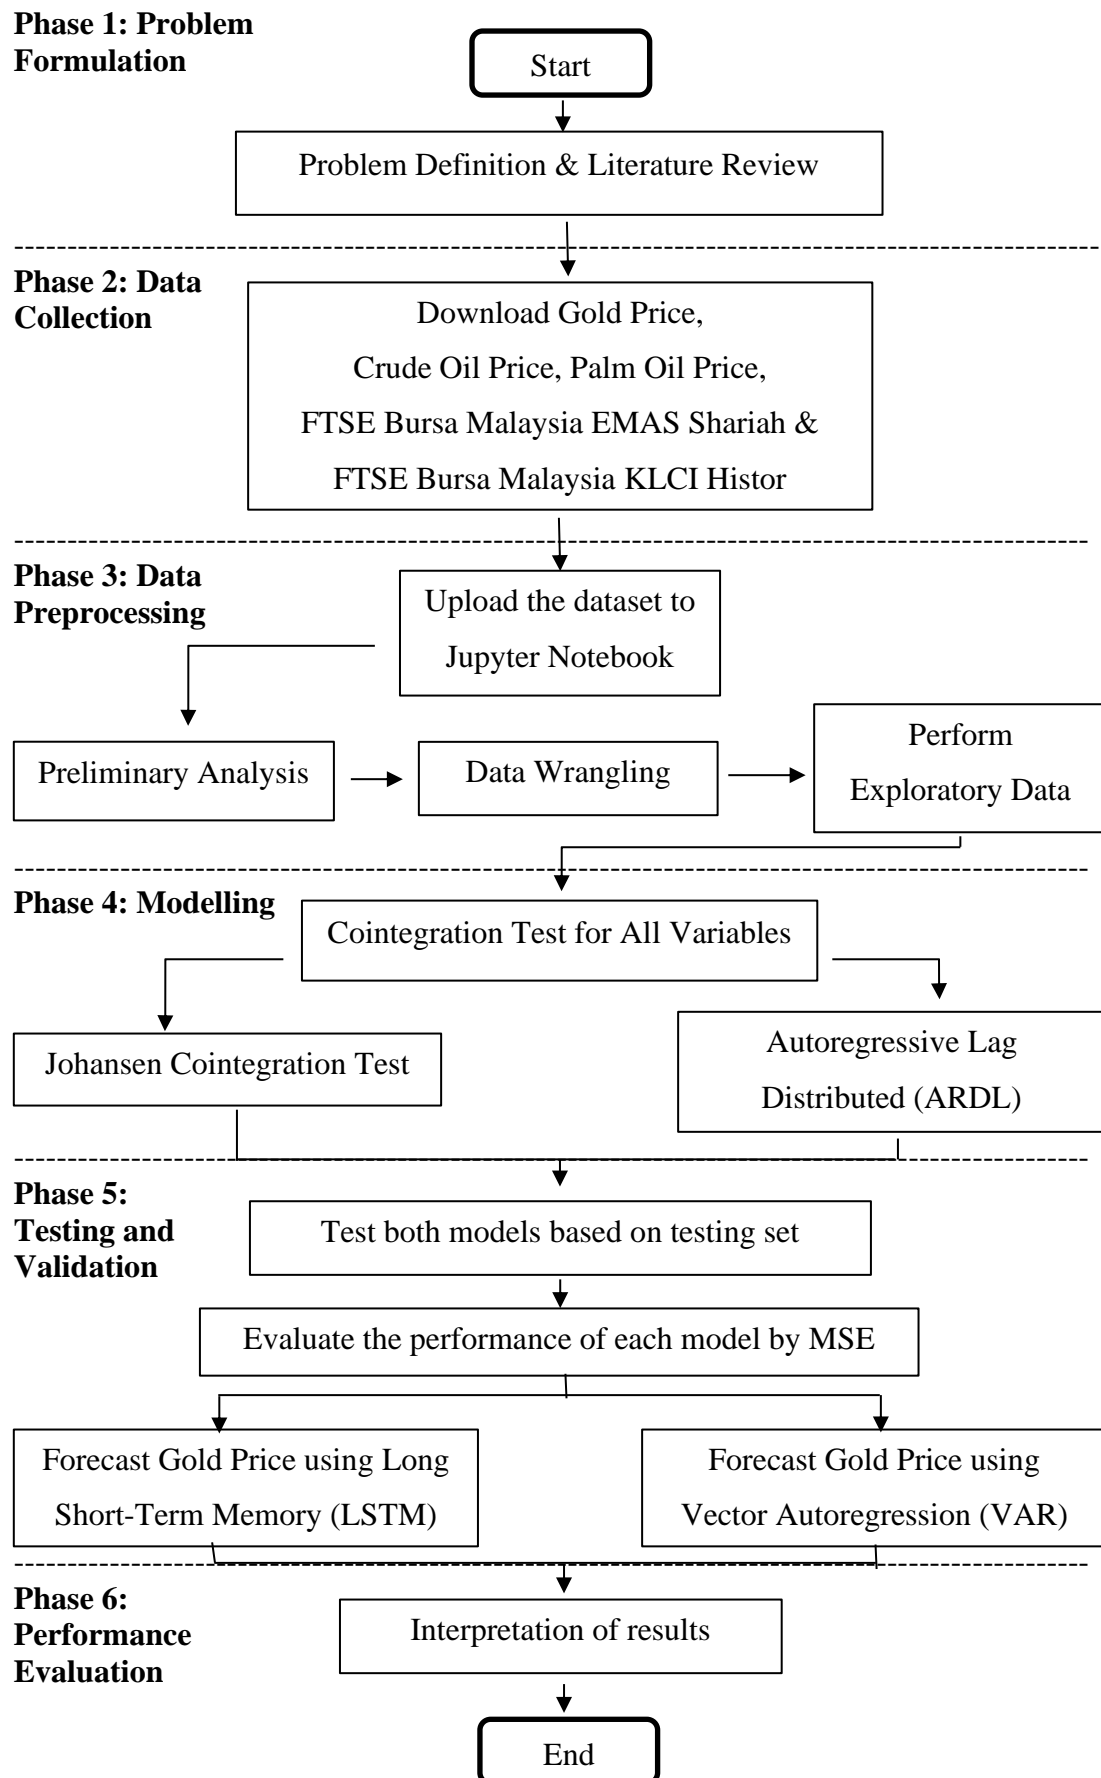 Phase 1: Problem
Formulation
Start
Problem Definition & Literature Review
Phase 2: Data
Collection
Download Gold Price,
Crude Oil Price, Palm Oil Price,
FTSE Bursa Malaysia EMAS Shariah &
FTSE Bursa Malaysia KLCI Histor
Phase 3: Data
Preprocessing
Upload the dataset to
Jupyter Notebook
Preliminary Analysis
Data Wrangling
Perform
Exploratory Data
Phase 4: Modelling
Cointegration Test for All Variables
Johansen Cointegration Test
Autoregressive Lag
Distributed (ARDL)
Phase 5:
Testing and
Validation
Test both models based on testing set
Evaluate the performance of each model by MSE
Forecast Gold Price using Long
Short-Term Memory (LSTM)
Forecast Gold Price using
Vector Autoregression (VAR)
Phase 6:
Performance
Evaluation
Interpretation of results
End